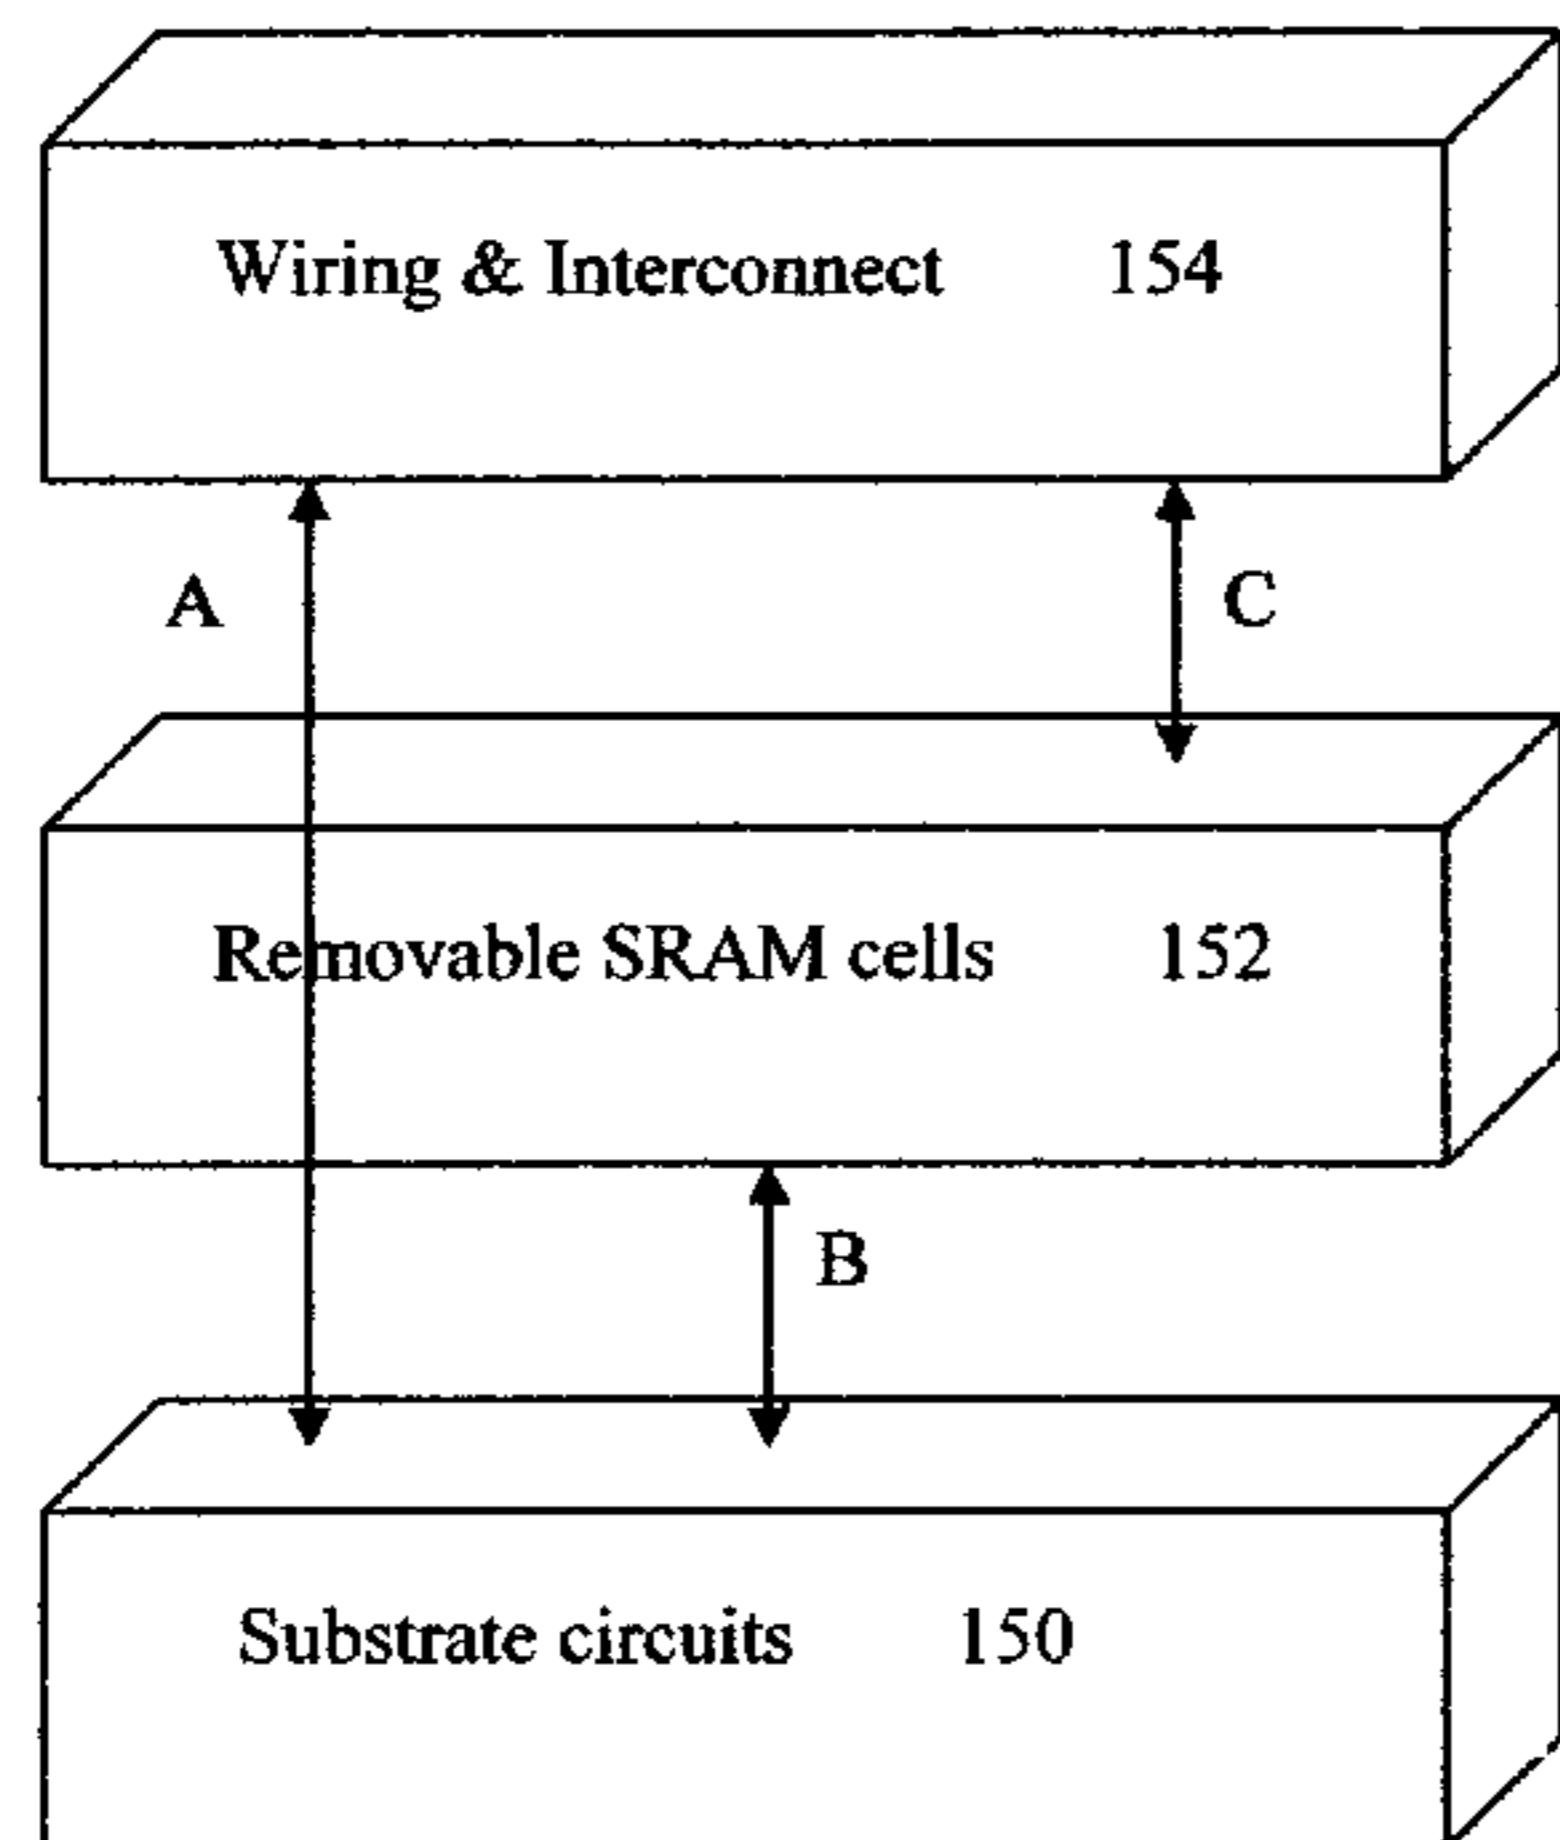 Wiring & Interconnect 154
A
C
Removable SRAM cells 152
B
Substrate circuits 150